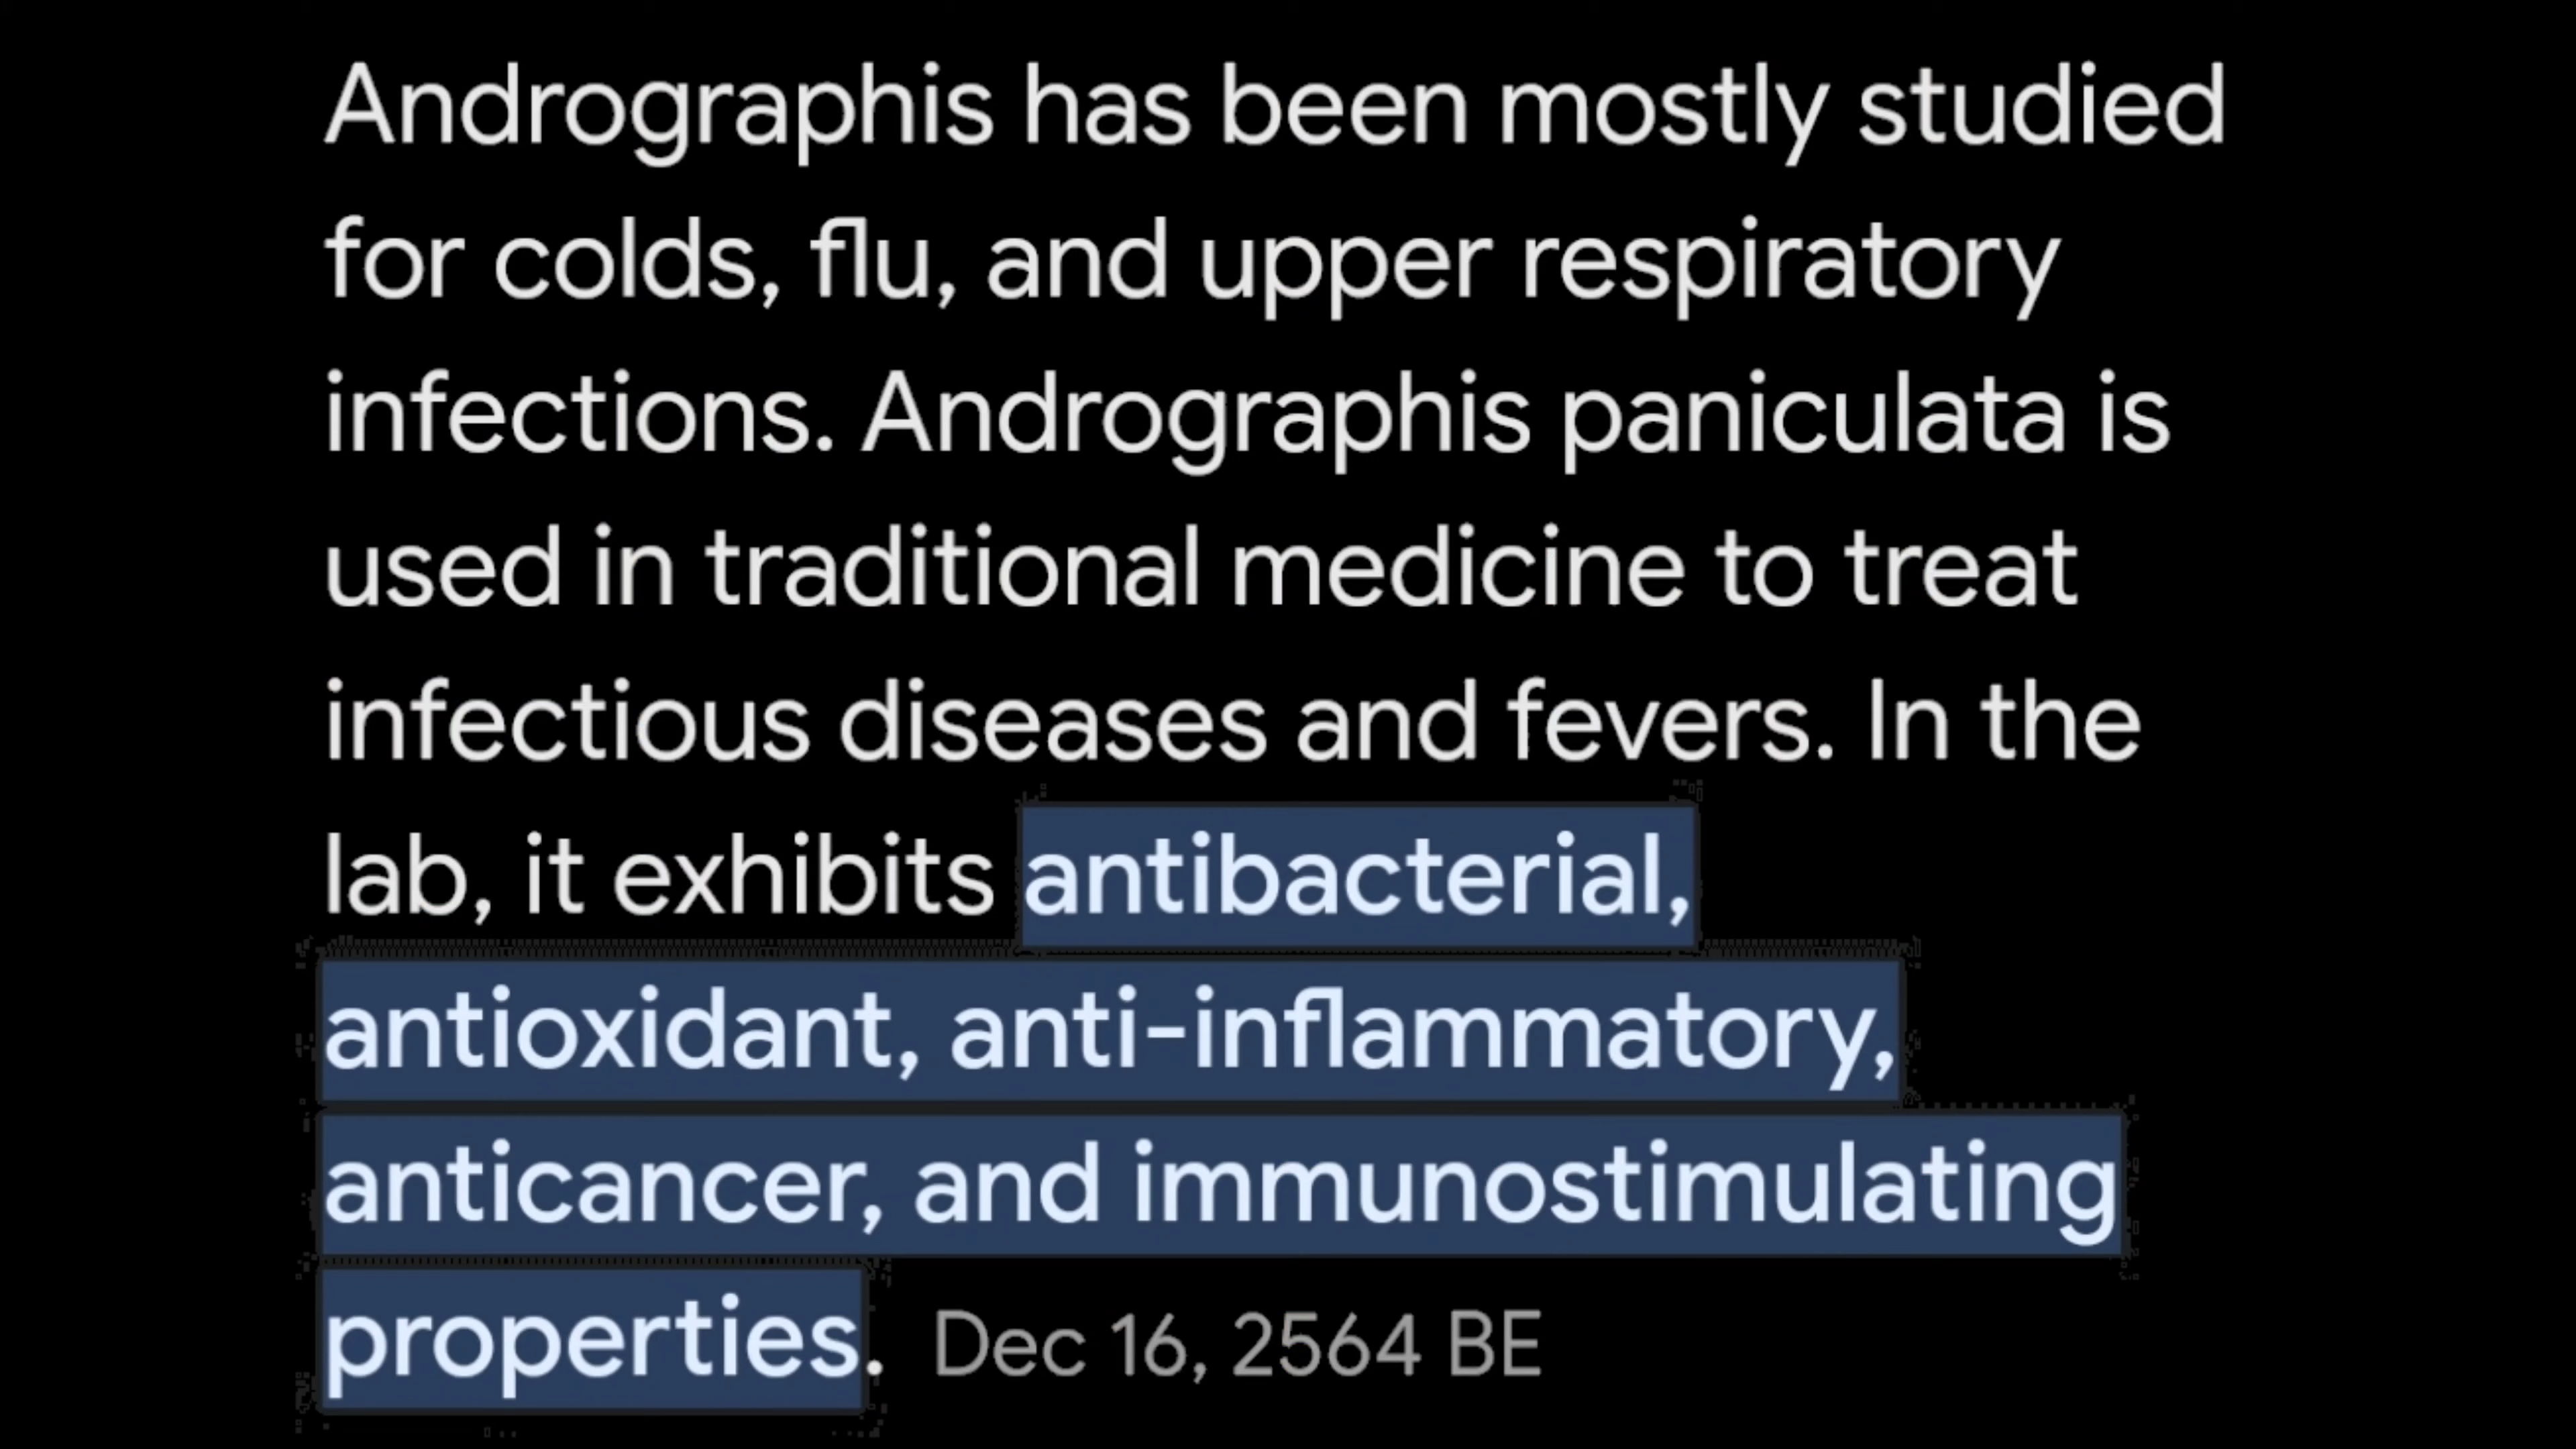 Andrographis has been mostly studied
for colds, flu, and upper respiratory
infections. Andrographis paniculata is
used in traditional medicine to treat
infectious diseases and fevers. In the
lab, it exhibits antibacterial,
antioxidant, anti-inflammatory,
anticancer, and immunostimulating
properties. Dec 16, 2564 BE